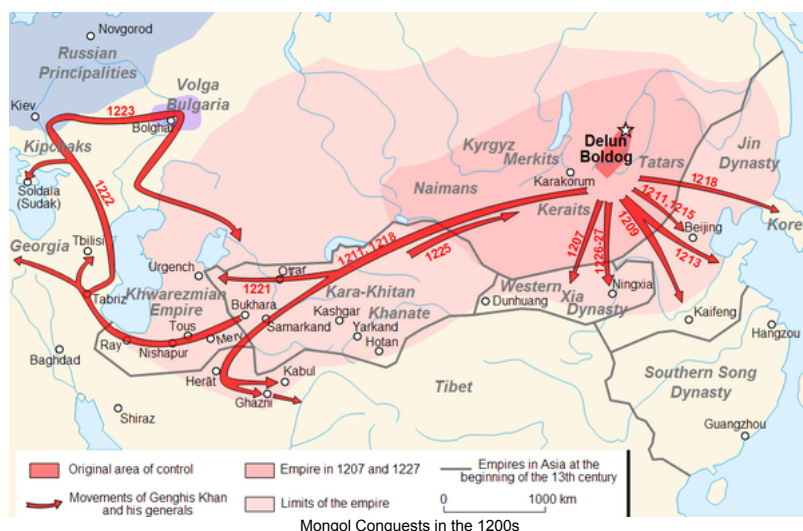 Novgorod
Russian
Principalities
Volga
Bulgaria
Kiev
1223
Bolghar
Kipchaks
Soldaia
(Sudak)
1222
Georgia
Tbilisi
Tabriz
Urgench
Khwarezmian
Empire
Ray
Nishapur
Tous
Merv
Bukhara
Samarkand
Otrar
1221
1211,1218
1225
Kara-Khitan
Khanate
Kashgar
Yarkand
Hotan
Herat
Kabul
Ghazni
Baghdad
Shiraz
Tibet
Kyrgyz
Merkits
Naimans
Karakorum
Keraits
Delun
Boldog
Tatars
Jin
Dynasty
1218
1211,1215
1209
1213
1207
1226-27
Beijing
Kore
Western
Xia
Dynasty
Ningxia
Dunhuang
Kaifeng
Hangzou
Southern Song
Dynasty
Guangzhou
Original area of control
Movements of Genghis Khan
and his generals
Empire in 1207 and 1227
Limits of the empire
Empires in Asia at the
beginning of the 13th century
0 1000 km
Mongol Conquests in the 1200s